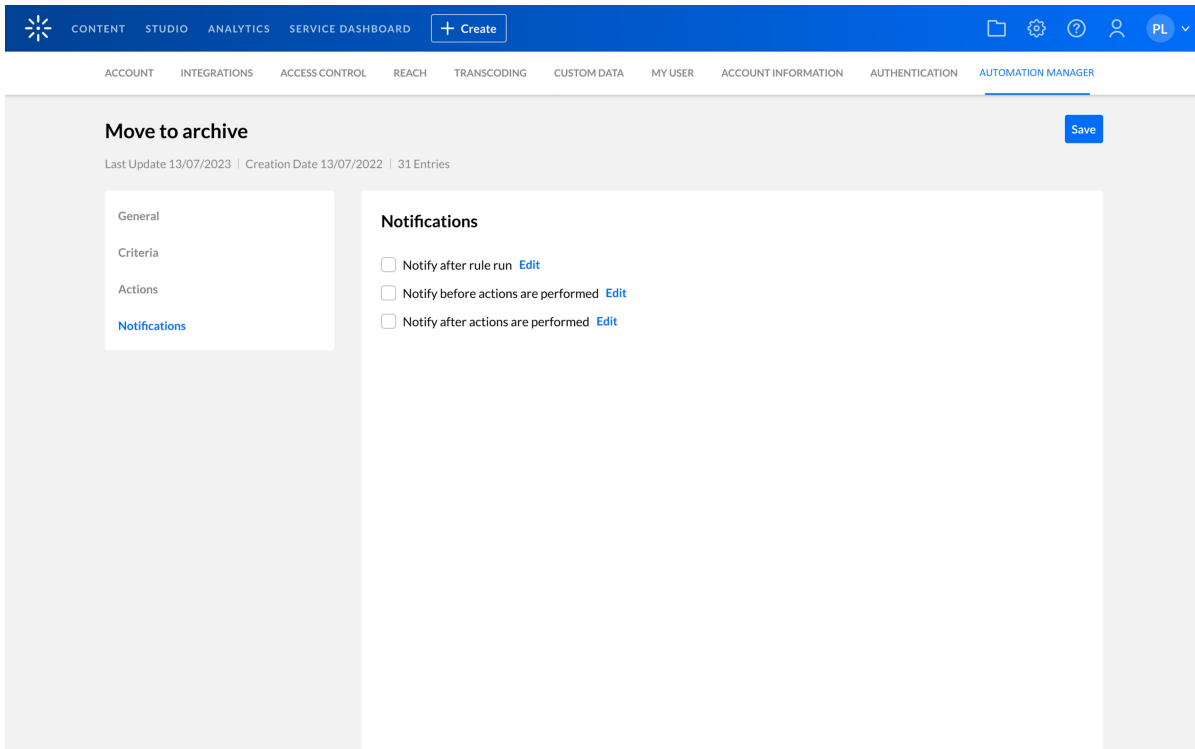 CONTENT STUDIO ANALYTICS SERVICE DASHBOARD + Create PL
ACCOUNT INTEGRATIONS ACCESS CONTROL REACH TRANSCODING CUSTOM DATA MY USER ACCOUNT INFORMATION AUTHENTICATION AUTOMATION MANAGER
Move to archive Save
Last Update 13/07/2023 | Creation Date 13/07/2022 | 31 Entries
General
Criteria
Actions
Notifications
Notifications
Notify after rule run Edit
Notify before actions are performed Edit
Notify after actions are performed Edit